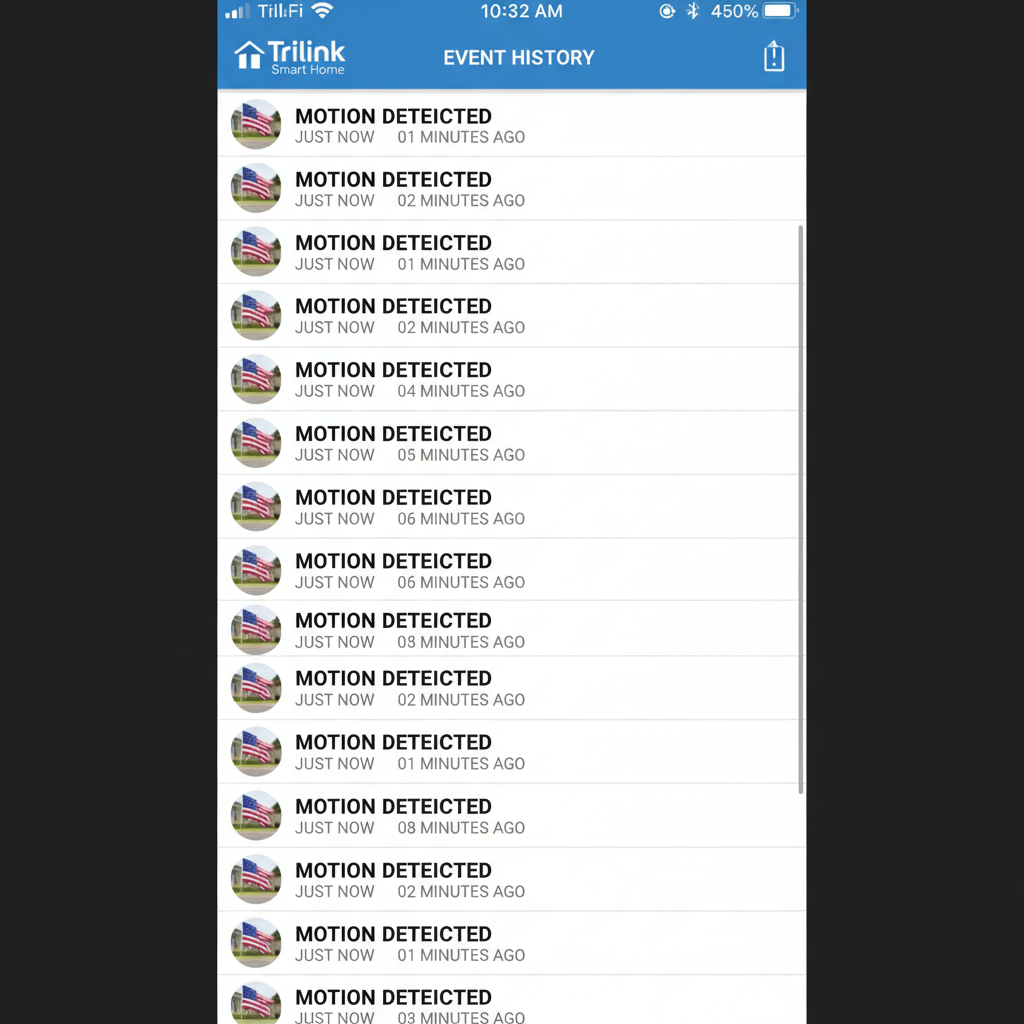 TillıFi 10:32 AM 450%
Trilink
Smart Home
EVENT HISTORY
MOTION DETEICTED
JUST NOW 01 MINUTES AGO
MOTION DETEICTED
JUST NOW 02 MINUTES AGO
MOTION DETEICTED
JUST NOW 01 MINUTES AGO
MOTION DETEICTED
JUST NOW 02 MINUTES AGO
MOTION DETEICTED
JUST NOW 04 MINUTES AGO
MOTION DETEICTED
JUST NOW 05 MINUTES AGO
MOTION DETEICTED
JUST NOW 06 MINUTES AGO
MOTION DETEICTED
JUST NOW 06 MINUTES AGO
MOTION DETEICTED
JUST NOW 03 MINUTES AGO
MOTION DETEICTED
JUST NOW 02 MINUTES AGO
MOTION DETEICTED
JUST NOW 01 MINUTES AGO
MOTION DETEICTED
JUST NOW 08 MINUTES AGO
MOTION DETEICTED
JUST NOW 02 MINUTES AGO
MOTION DETEICTED
JUST NOW 01 MINUTES AGO
MOTION DETEICTED
JUST NOW 03 MINUTES AGO